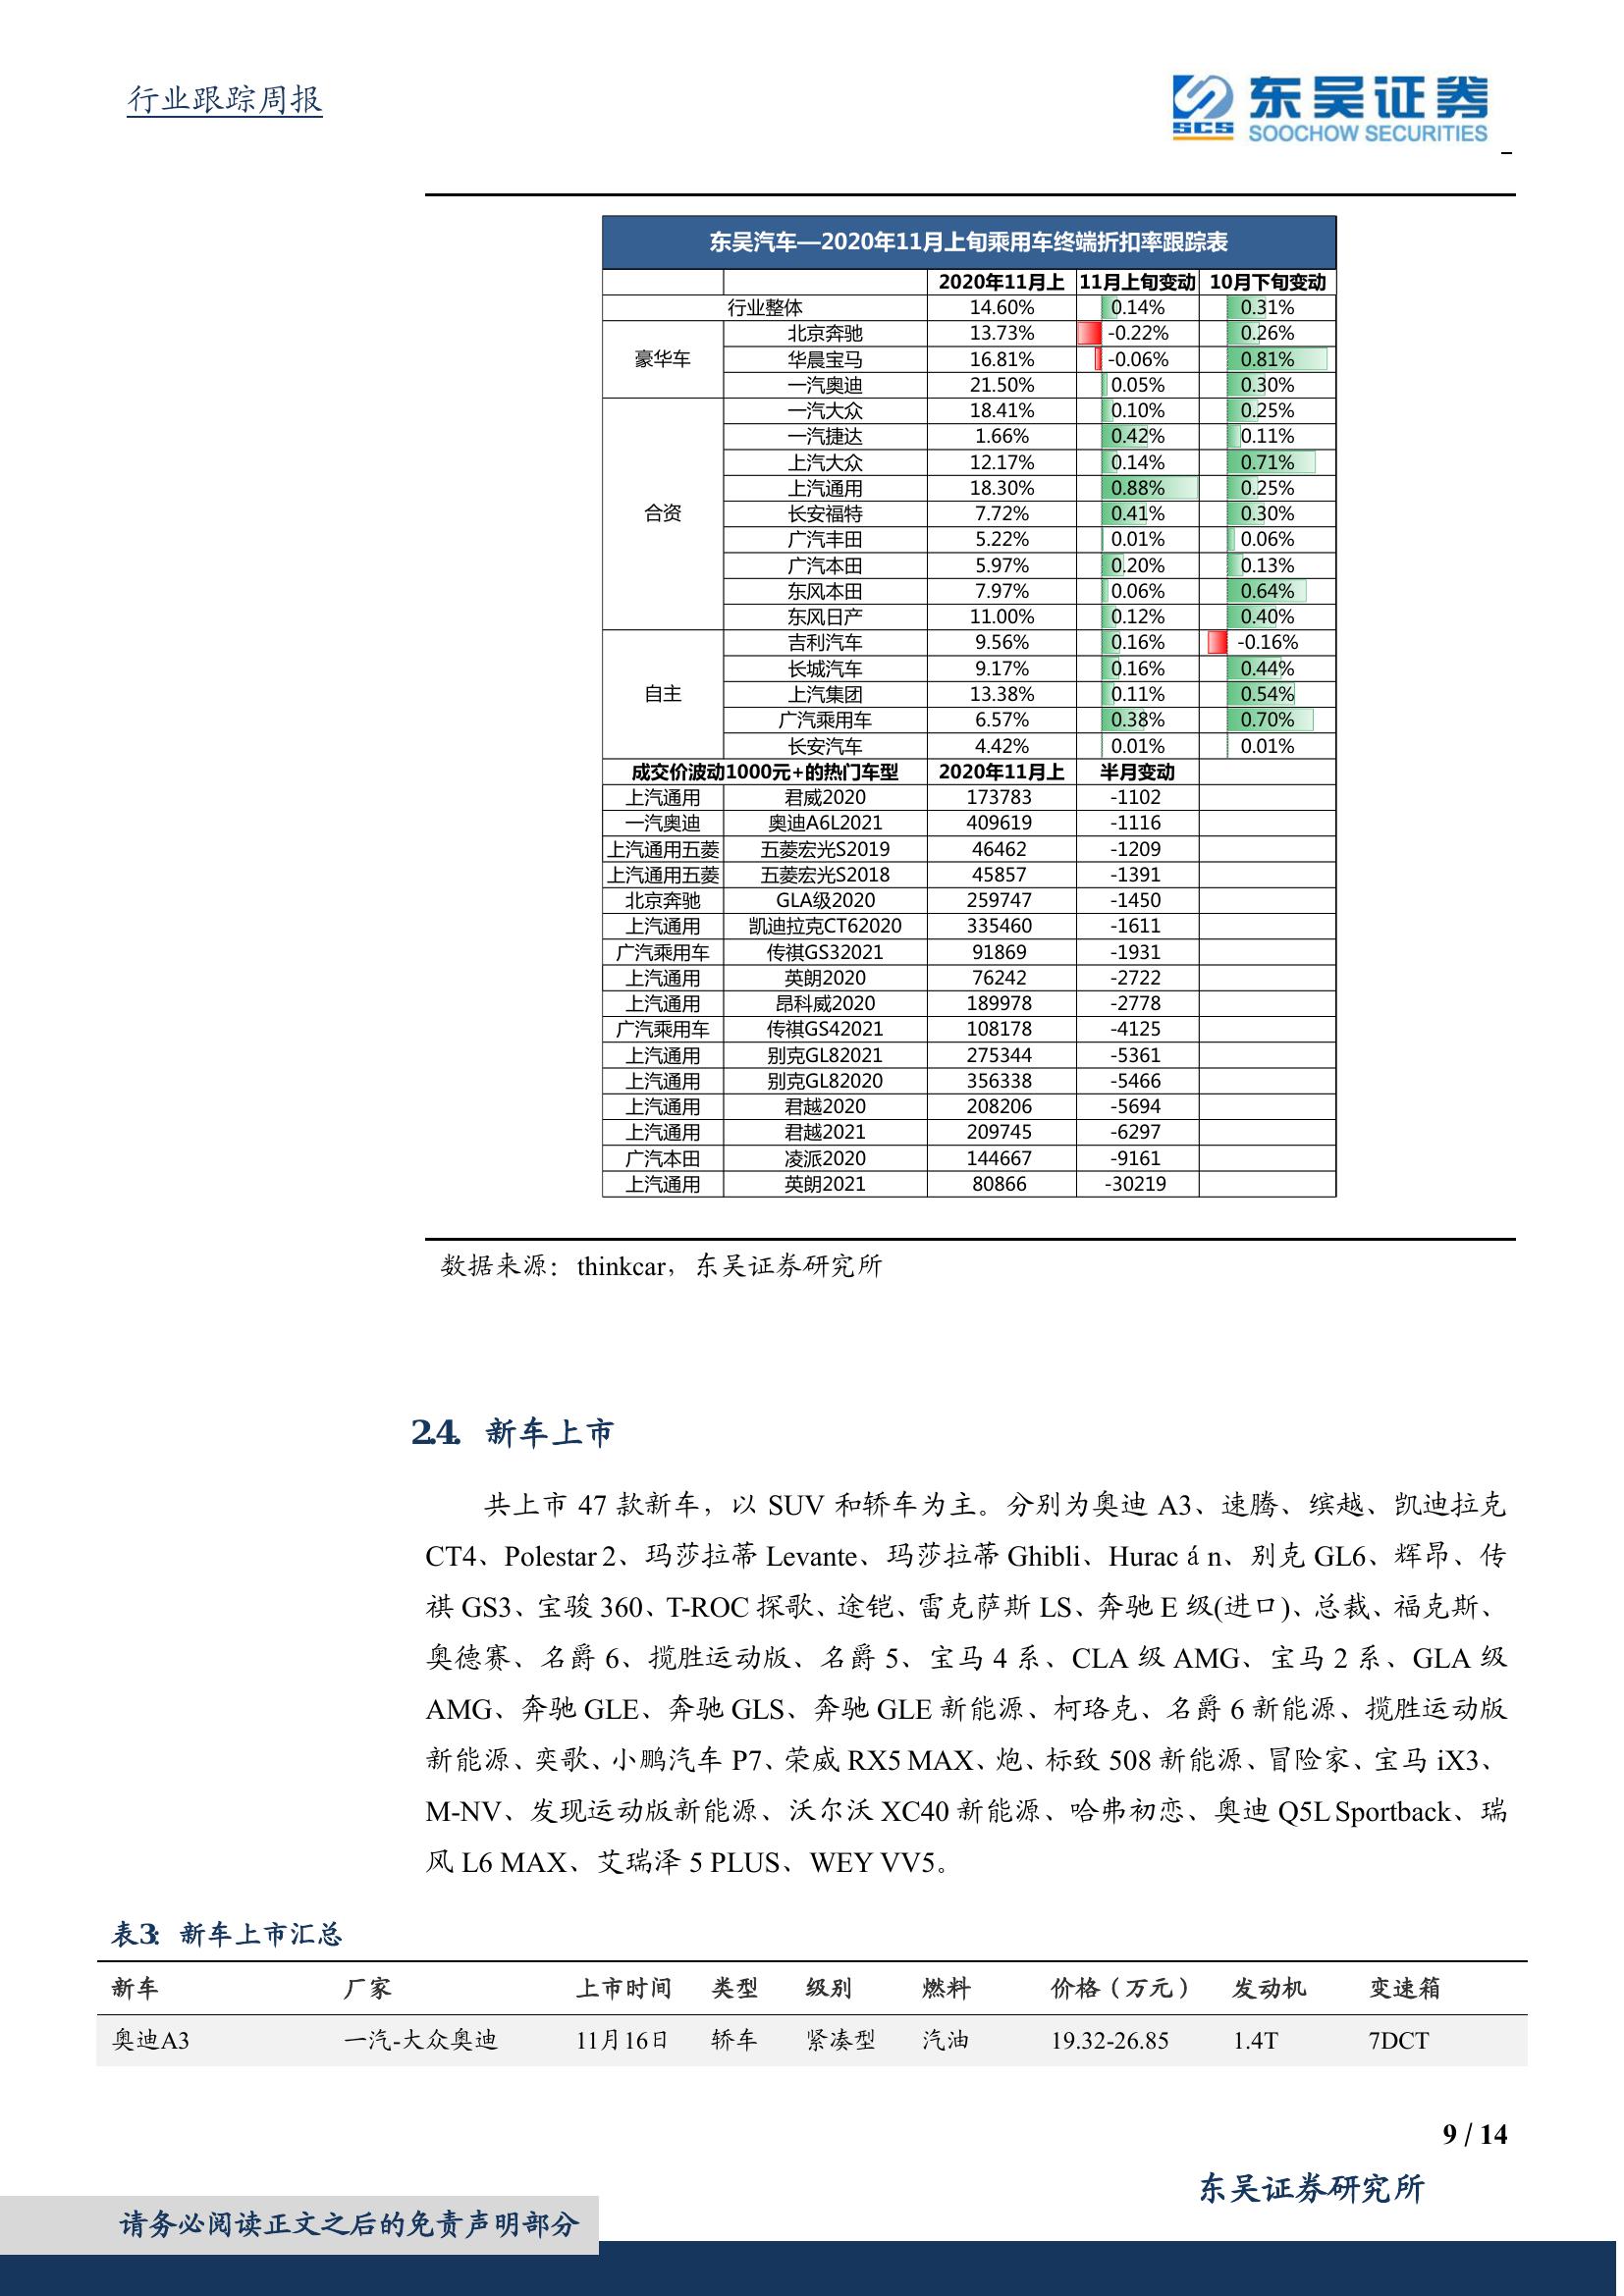 行业跟踪周报
SCS 东吴证券
SOOCHOW SECURITIES
东吴汽车—2020年11月上旬乘用车终端折扣率跟踪表
2020年11月上 11月上旬变动 10月下旬变动
行业整体 14.60% 0.14% 0.31%
豪华车 北京奔驰 13.73% -0.22% 0.26%
华晨宝马 16.81% -0.06% 0.81%
一汽奥迪 21.50% 0.05% 0.30%
合资 一汽大众 18.41% 0.10% 0.25%
一汽捷达 1.66% 0.42% 0.11%
上汽大众 12.17% 0.14% 0.71%
上汽通用 18.30% 0.88% 0.25%
长安福特 7.72% 0.41% 0.30%
广汽丰田 5.22% 0.01% 0.06%
广汽本田 5.97% 0.20% 0.13%
东风本田 7.97% 0.06% 0.64%
东风日产 11.00% 0.12% 0.40%
自主 吉利汽车 9.56% 0.16% -0.16%
长城汽车 9.17% 0.16% 0.44%
上汽集团 13.38% 0.11% 0.54%
广汽乘用车 6.57% 0.38% 0.70%
长安汽车 4.42% 0.01% 0.01%
成交价波动1000元+的热门车型 2020年11月上 半月变动
上汽通用 君威2020 173783 -1102
一汽奥迪 奥迪A6L2021 409619 -1116
上汽通用五菱 五菱宏光S2019 46462 -1209
上汽通用五菱 五菱宏光S2018 45857 -1391
北京奔驰 GLA级2020 259747 -1450
上汽通用 凯迪拉克CT62020 335460 -1611
广汽乘用车 传祺GS32021 91869 -1931
上汽通用 英朗2020 76242 -2722
上汽通用 昂科威2020 189978 -2778
广汽乘用车 传祺GS42021 108178 -4125
上汽通用 别克GL82021 275344 -5361
上汽通用 别克GL82020 356338 -5466
上汽通用 君越2020 208206 -5694
上汽通用 君越2021 209745 -6297
广汽本田 凌派2020 144667 -9161
上汽通用 英朗2021 80866 -30219
数据来源：thinkcar，东吴证券研究所
2.4. 新车上市
共上市 47 款新车，以 SUV 和轿车为主。分别为奥迪 A3、速腾、缤越、凯迪拉克
CT4、Polestar 2、玛莎拉蒂 Levante、玛莎拉蒂 Ghibli、Huracán、别克 GL6、辉昂、传
祺 GS3、宝骏 360、T-ROC 探歌、途铠、雷克萨斯 LS、奔驰 E 级(进口)、总裁、福克斯、
奥德赛、名爵 6、揽胜运动版、名爵 5、宝马 4 系、CLA 级 AMG、宝马 2 系、GLA 级
AMG、奔驰 GLE、奔驰 GLS、奔驰 GLE 新能源、柯珞克、名爵 6 新能源、揽胜运动版
新能源、奕歌、小鹏汽车 P7、荣威 RX5 MAX、炮、标致 508 新能源、冒险家、宝马 iX3、
M-NV、发现运动版新能源、沃尔沃 XC40 新能源、哈弗初恋、奥迪 Q5L Sportback、瑞
风 L6 MAX、艾瑞泽 5 PLUS、WEY VV5。
表3: 新车上市汇总
新车 厂家 上市时间 类型 级别 燃料 价格（万元） 发动机 变速箱
奥迪A3 一汽-大众奥迪 11月16日 轿车 紧凑型 汽油 19.32-26.85 1.4T 7DCT
9 / 14
东吴证券研究所
请务必阅读正文之后的免责声明部分